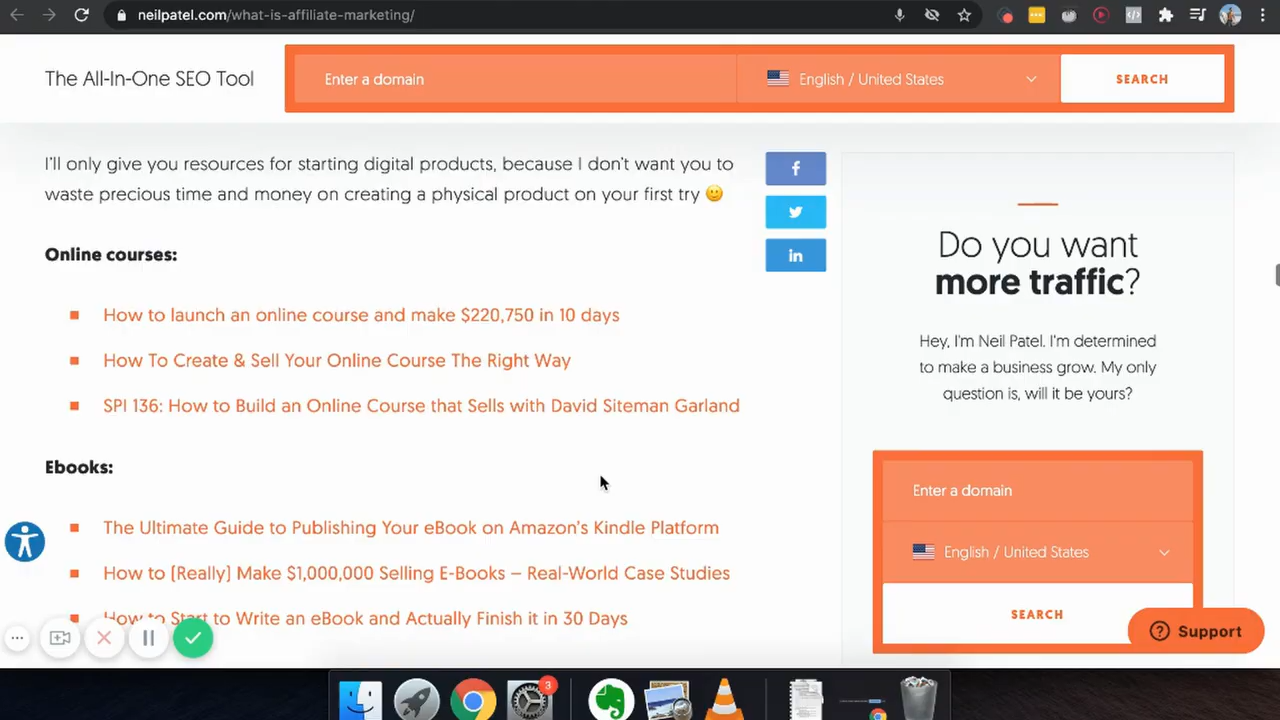 neilpatel.com/what-is-affiliate-marketing/
The All-In-One SEO Tool
Enter a domain
English / United States
SEARCH
I'll only give you resources for starting digital products, because I don't want you to
waste precious time and money on creating a physical product on your first try
Online courses:
How to launch an online course and make $220,750 in 10 days
How To Create & Sell Your Online Course The Right Way
SPI 136: How to Build an Online Course that Sells with David Siteman Garland
Ebooks:
The Ultimate Guide to Publishing Your eBook on Amazon's Kindle Platform
How to (Really) Make $1,000,000 Selling E-Books – Real-World Case Studies
How to Start to Write an eBook and Actually Finish it in 30 Days
f
in
Do you want
more traffic?
Hey, I'm Neil Patel. I'm determined
to make a business grow. My only
question is, will it be yours?
Enter a domain
English / United States
SEARCH
Support
3